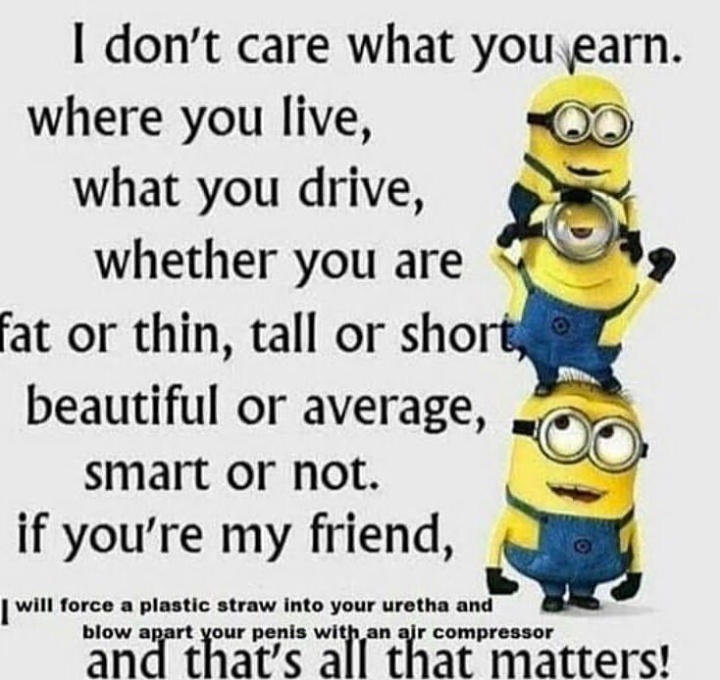 I don't care what you earn.
where you live,
what you drive,
whether you are
fat or thin, tall or short,
beautiful or average,
smart or not.
if you're my friend,
I will force a plastic straw into your uretha and
blow apart your penis with an air compressor
and that's all that matters!